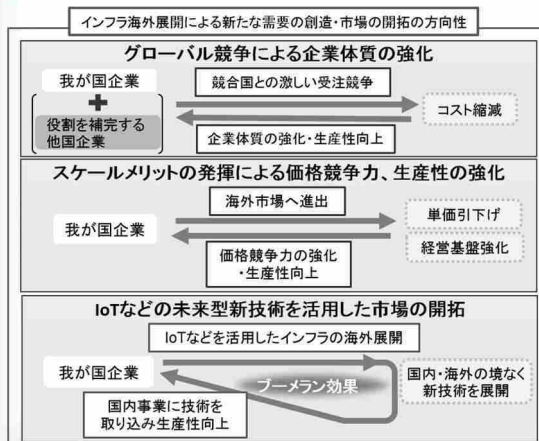 インフラ海外展開による新たな需要の創造・市場の開拓の方向性
グローバル競争による企業体質の強化
我が国企業
役割を補完する
他国企業
競合国との激しい受注競争
企業体質の強化・生産性向上
コスト縮減
スケールメリットの発揮による価格競争力、生産性の強化
我が国企業
海外市場へ進出
価格競争力の強化
・生産性向上
単価引下げ
経営基盤強化
IoTなどの未来型新技術を活用した市場の開拓
IoTなどを活用したインフラの海外展開
我が国企業
ブーメラン効果
国内事業に技術を
取り込み生産性向上
国内・海外の境なく
新技術を展開